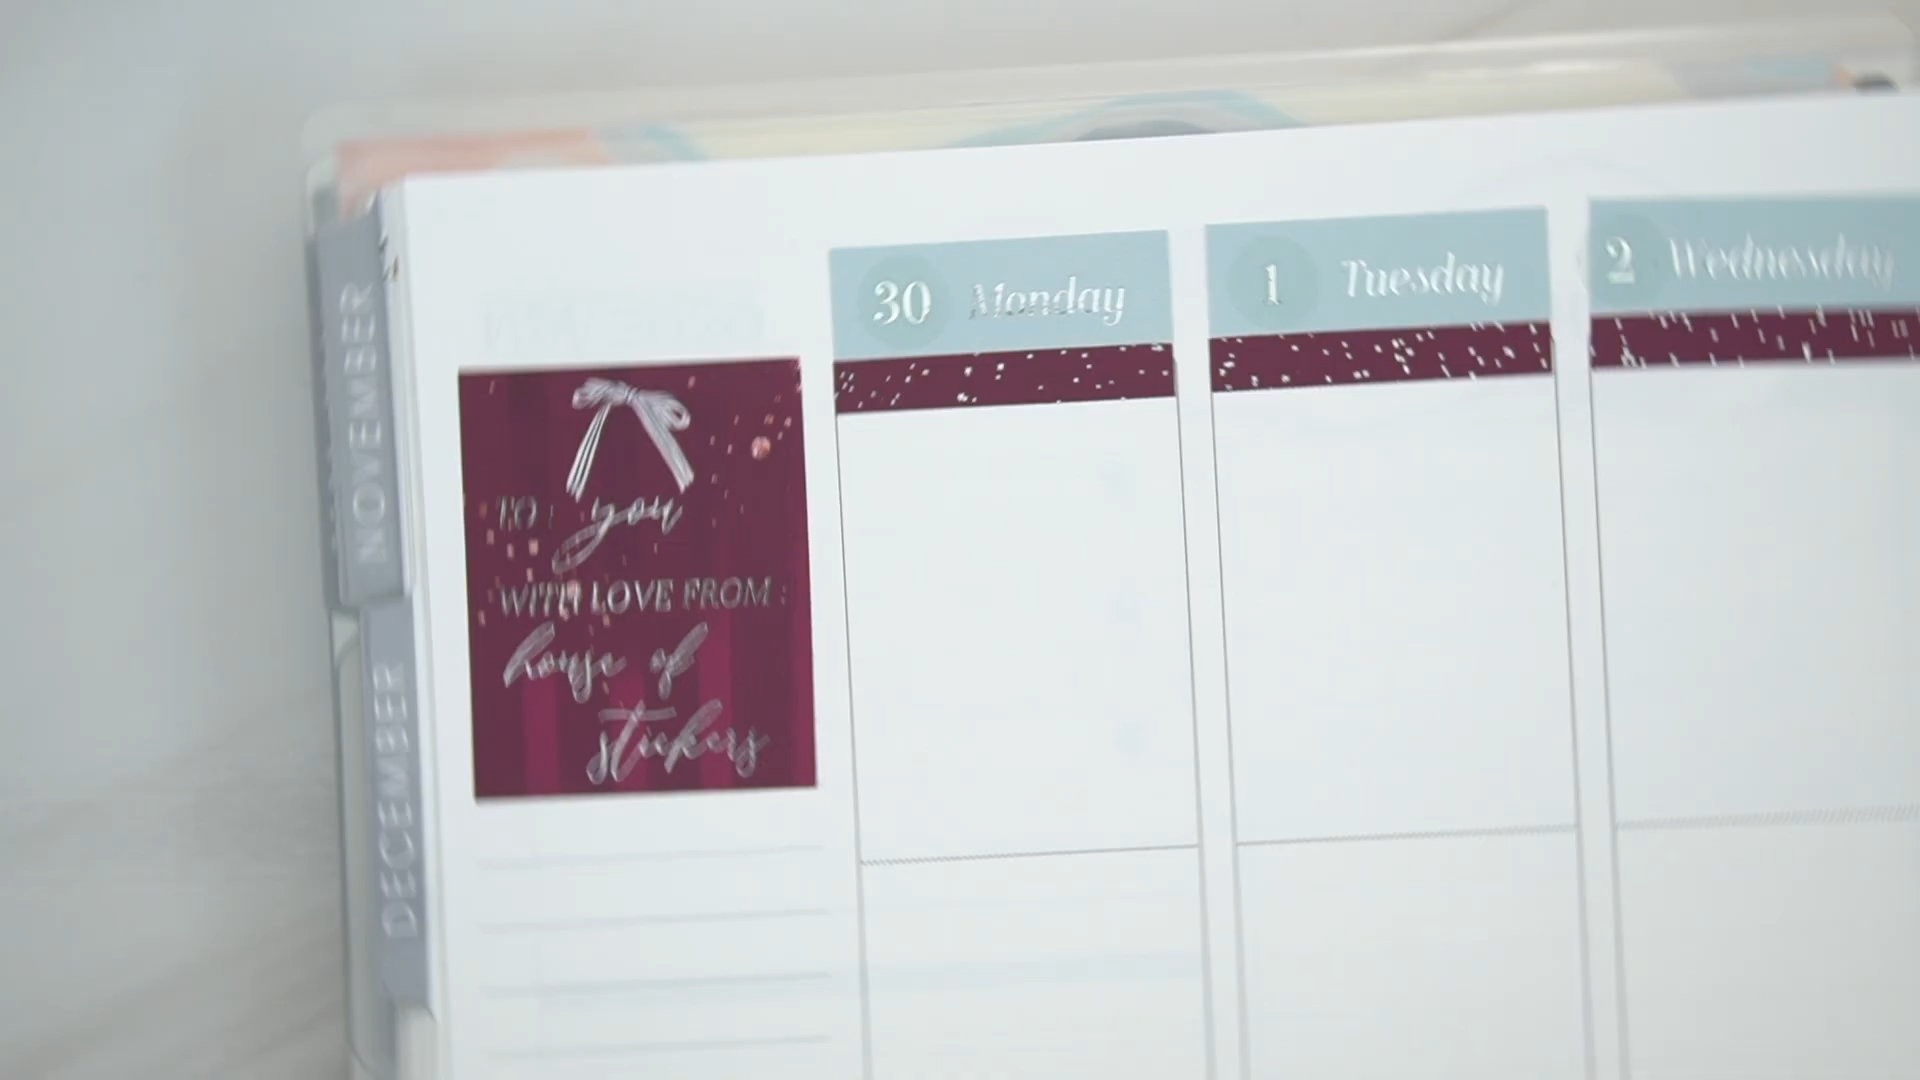 30 Monday
1 Tuesday
2 Wednesday
TO: you
WITH LOVE FROM:
house of
stickers
NOVEMBER
DECEMBER